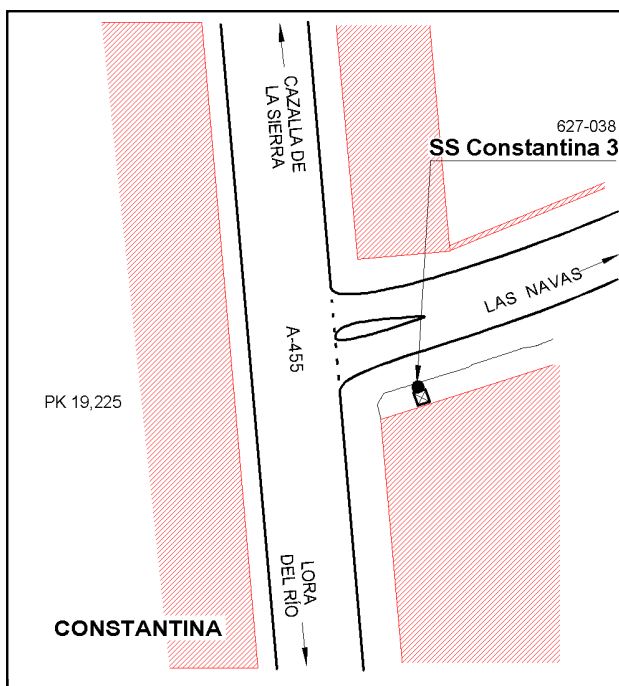 CAZALLA DE
LA SIERRA
627-038
SS Constantina 3
LAS NAVAS
A-455
PK 19,225
LORA
DEL RÍO
CONSTANTINA